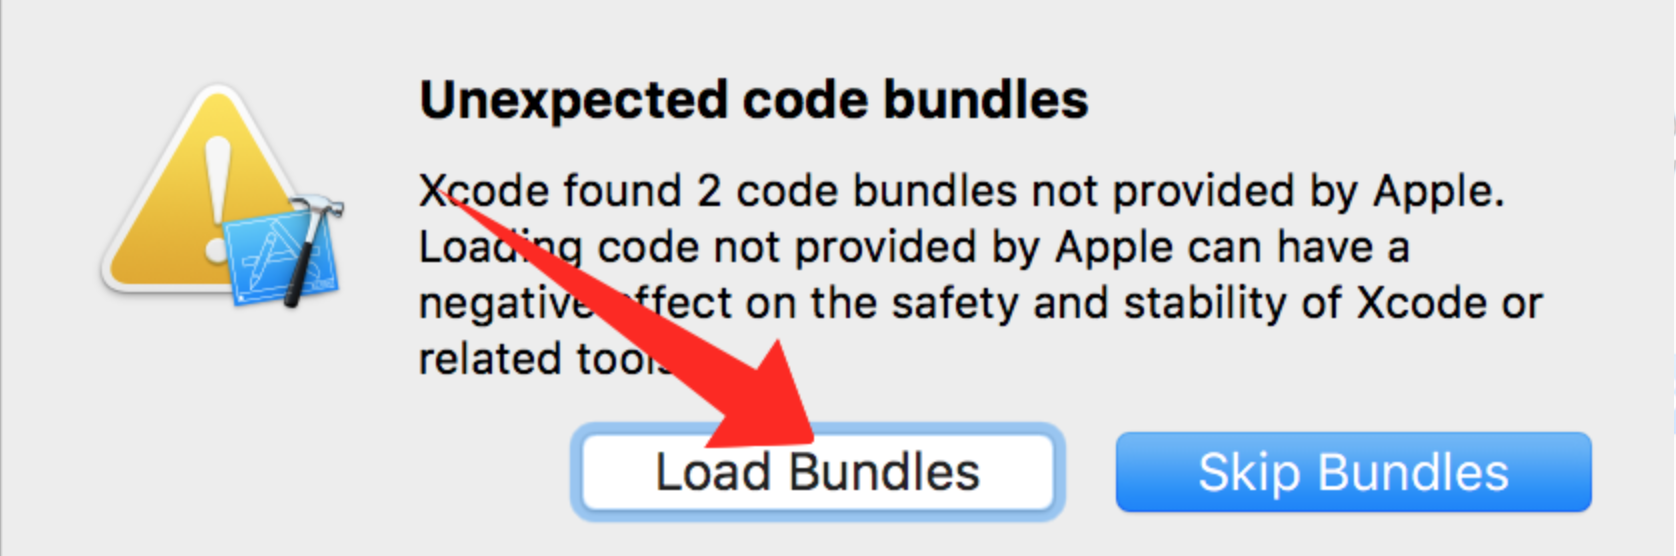 Unexpected code bundles
Xcode found 2 code bundles not provided by Apple.
Loading code not provided by Apple can have a
negative effect on the safety and stability of Xcode or
related tools
Load Bundles
Skip Bundles